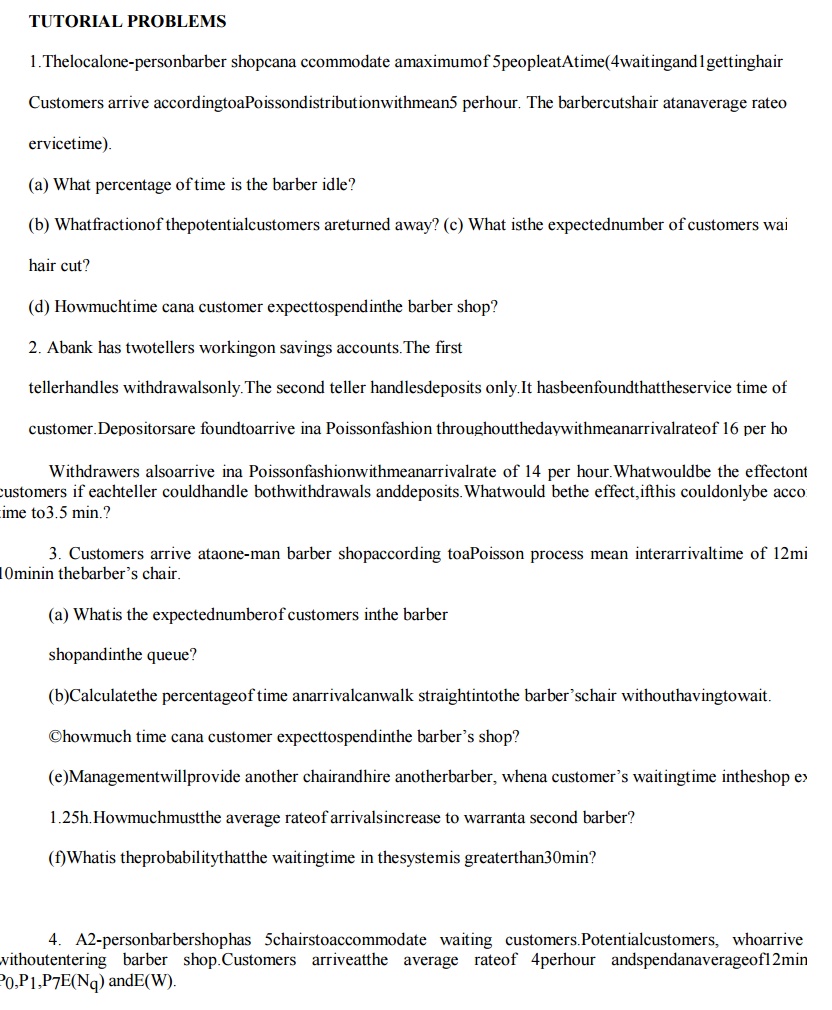 TUTORIAL PROBLEMS
1.Thelocalone-personbarber shopcana ccommodate amaximumof 5peopleatAtime(4waitingand1gettinghair
Customers arrive accordingtoaPoissondistributionwithmean5 perhour. The barbercutshair atanaverage rateo
ervicetime).
(a) What percentage of time is the barber idle?
(b) Whatfractionof thepotentialcustomers areturned away? (c) What isthe expectednumber of customers wai
hair cut?
(d) Howmuchtime cana customer expecttospendinthe barber shop?
2. Abank has twotellers workingon savings accounts.The first
tellerhandles withdrawalsonly.The second teller handlesdeposits only.It hasbeenfoundthattheservice time of
customer.Depositorsare foundtoarrive ina Poissonfashion throughoutthedaywithmeanarrivalrateof 16 per ho
Withdrawers alsoarrive ina Poissonfashionwithmeanarrivalrate of 14 per hour.Whatwouldbe the effectont
customers if eachteller couldhandle bothwithdrawals anddeposits.Whatwould bethe effect,ifthis couldonlybe acco
ime to3.5 min.?
3. Customers arrive ataone-man barber shopaccording toaPoisson process mean interarrivaltime of 12mi
10minin thebarber's chair.
(a) Whatis the expectednumberof customers inthe barber
shopandinthe queue?
(b)Calculatethe percentageof time anarrivalcanwalk straightintothe barber'schair withouthavingtowait.
©howmuch time cana customer expecttospendinthe barber's shop?
(e)Managementwillprovide another chairandhire anotherbarber, whena customer's waitingtime intheshop ex
1.25h.Howmuchmustthe average rateof arrivalsincrease to warranta second barber?
(f)Whatis theprobabilitythatthe waitingtime in thesystemis greaterthan30min?
4. A2-personbarbershophas 5chairstoaccommodate waiting customers.Potentialcustomers, whoarrive
withoutentering barber shop.Customers arriveatthe average rateof 4perhour andspendanaverageof12min
P0,P1,P7E(Nq) andE(W).